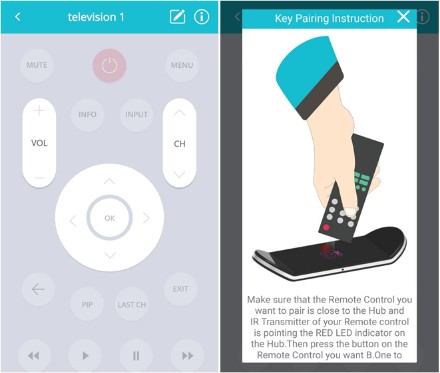 television 1
MUTE
MENU
INFO
INPUT
VOL
CH
OK
EXIT
PIP
LAST CH
Key Pairing Instruction
Make sure that the Remote Control you
want to pair is close to the Hub and
IR Transmitter of your Remote control
is pointing the RED LED indicator on
the Hub.Then press the button on the
Remote Control you want B.One to